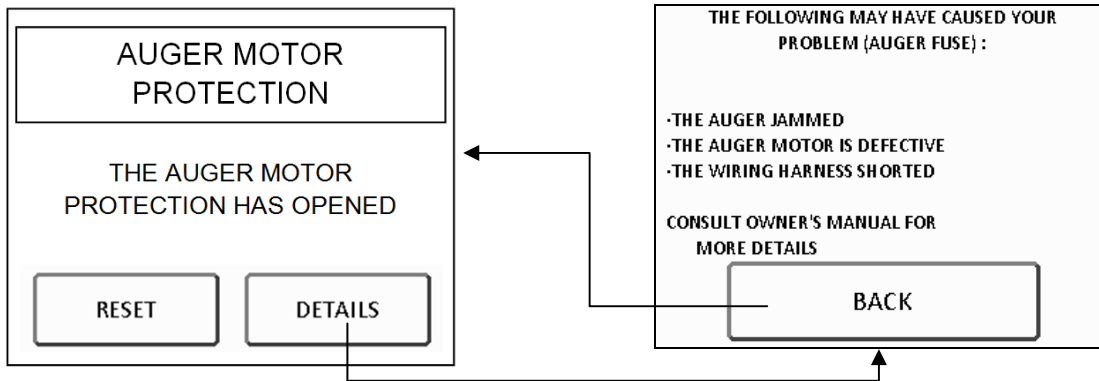 AUGER MOTOR
PROTECTION
THE AUGER MOTOR
PROTECTION HAS OPENED
RESET
DETAILS
THE FOLLOWING MAY HAVE CAUSED YOUR
PROBLEM (AUGER FUSE) :
·THE AUGER JAMMED
·THE AUGER MOTOR IS DEFECTIVE
·THE WIRING HARNESS SHORTED
CONSULT OWNER'S MANUAL FOR
MORE DETAILS
BACK